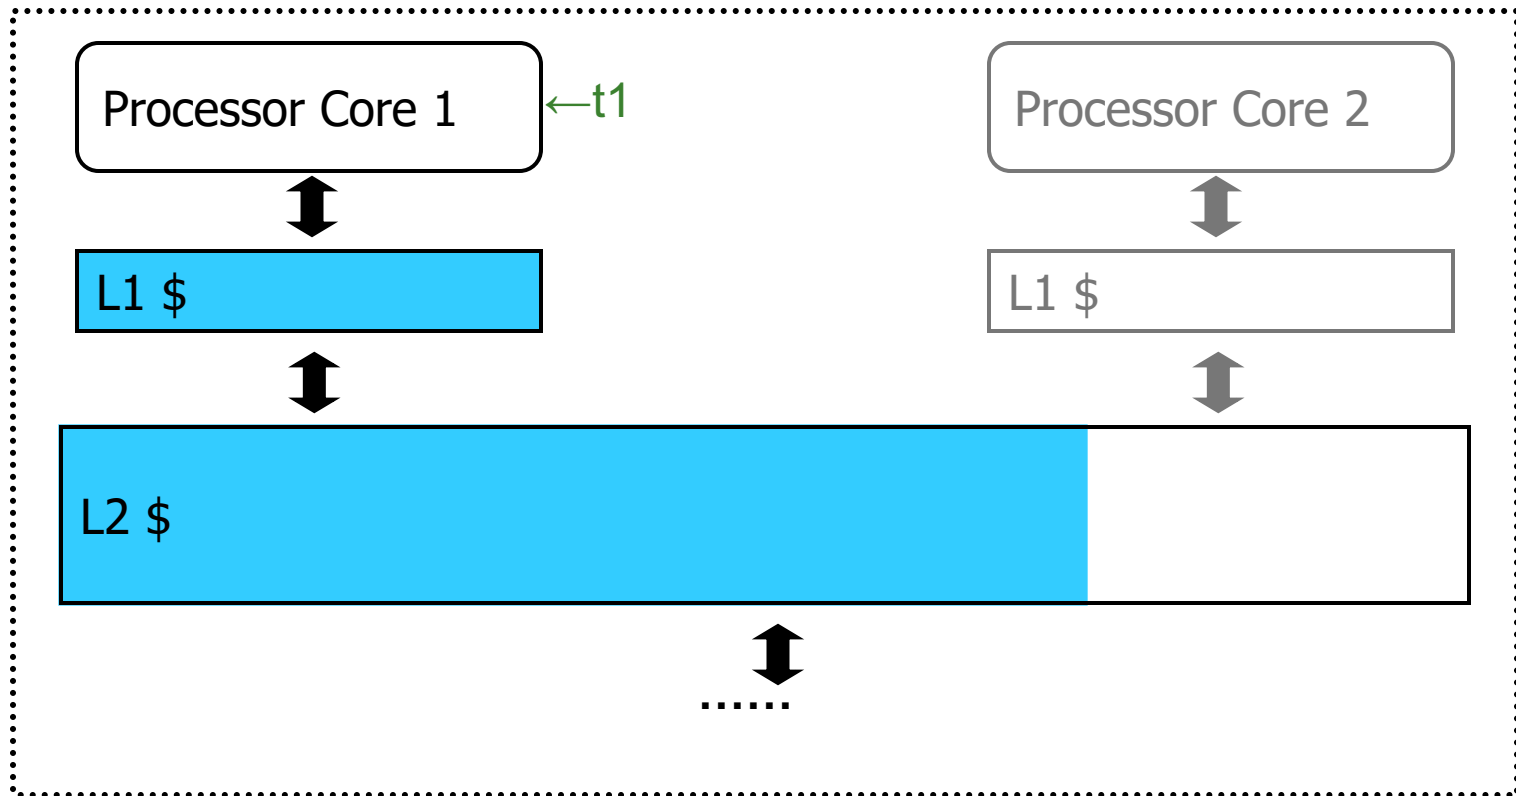 Processor Core 1
←t1
Processor Core 2
L1 $
L1 $
L2 $
......